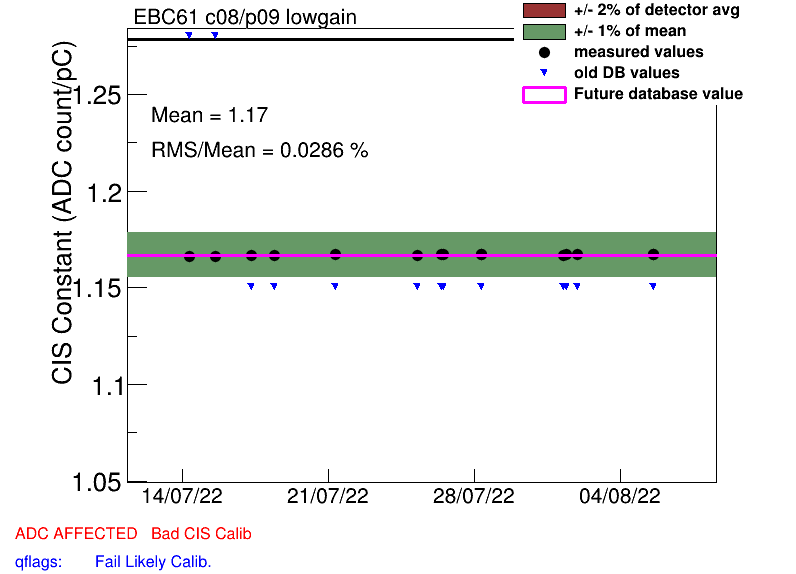 EBC61 c08/p09 lowgain
+/- 2% of detector avg
+/- 1% of mean
measured values
old DB values
Future database value
CIS Constant (ADC count/pC)
Mean = 1.17
RMS/Mean = 0.0286 %
1.25
1.2
1.15
1.1
1.05
14/07/22 21/07/22 28/07/22 04/08/22
ADC AFFECTED Bad CIS Calib
qflags: Fail Likely Calib.